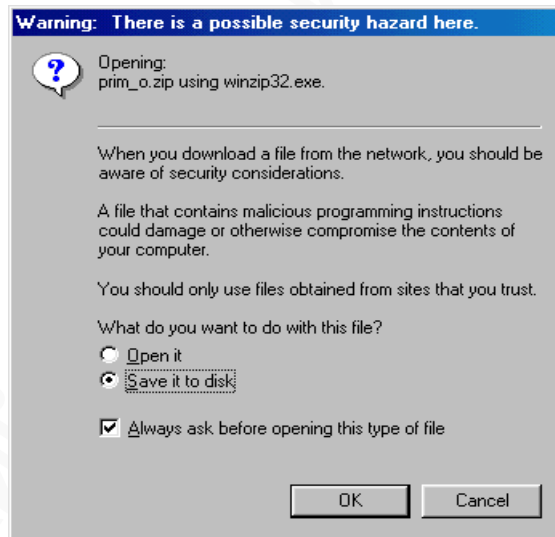 Warning: There is a possible security hazard here.
Opening:
prim_o.zip using winzip32.exe.
When you download a file from the network, you should be
aware of security considerations.
A file that contains malicious programming instructions
could damage or otherwise compromise the contents of
your computer.
You should only use files obtained from sites that you trust.
What do you want to do with this file?
Open it
Save it to disk
Always ask before opening this type of file
OK Cancel